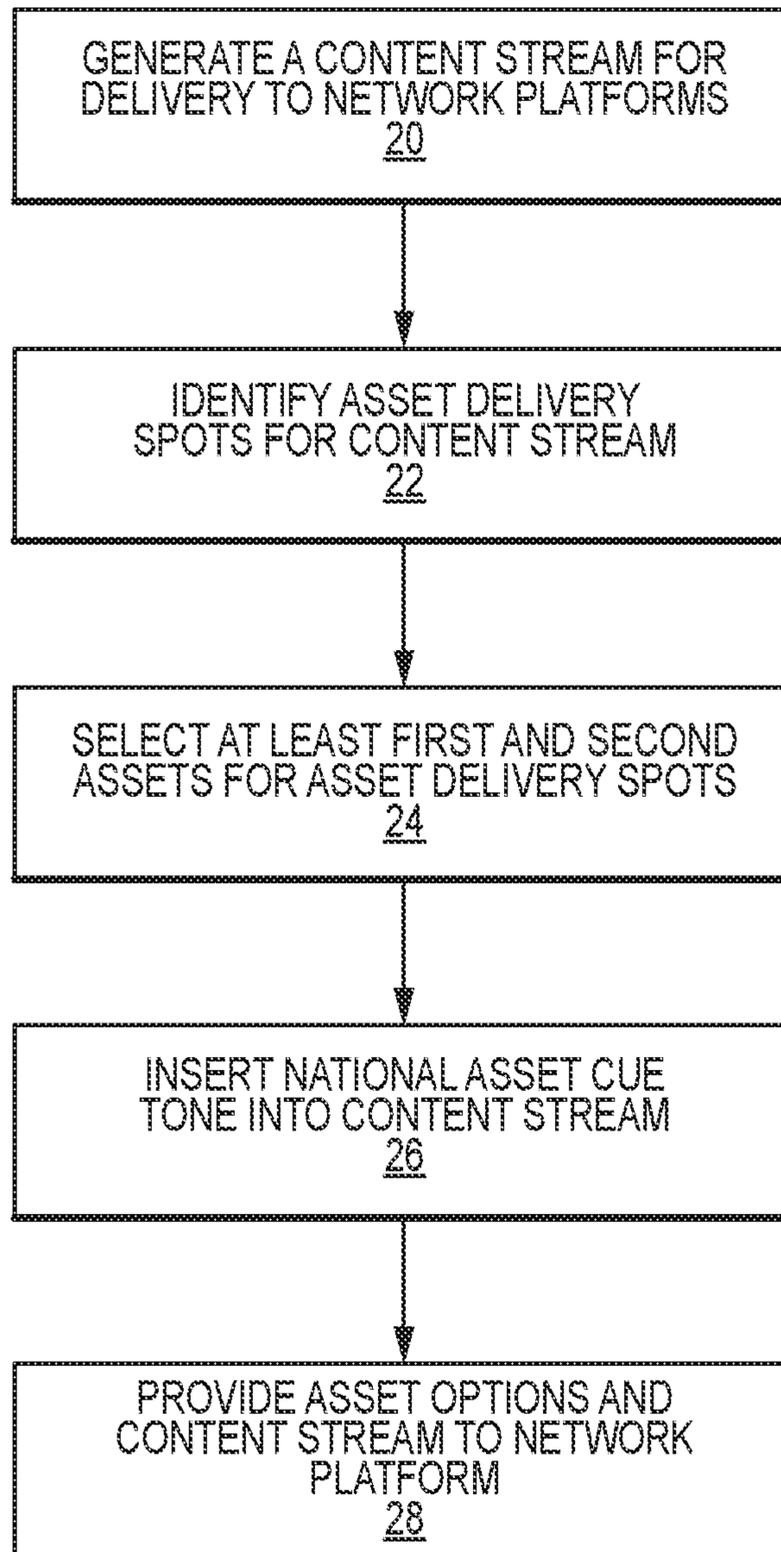 GENERATE A CONTENT STREAM FOR
DELIVERY TO NETWORK PLATFORMS
20
IDENTIFY ASSET DELIVERY
SPOTS FOR CONTENT STREAM
22
SELECT AT LEAST FIRST AND SECOND
ASSETS FOR ASSET DELIVERY SPOTS
24
INSERT NATIONAL ASSET CUE
TONE INTO CONTENT STREAM
26
PROVIDE ASSET OPTIONS AND
CONTENT STREAM TO NETWORK
PLATFORM
28